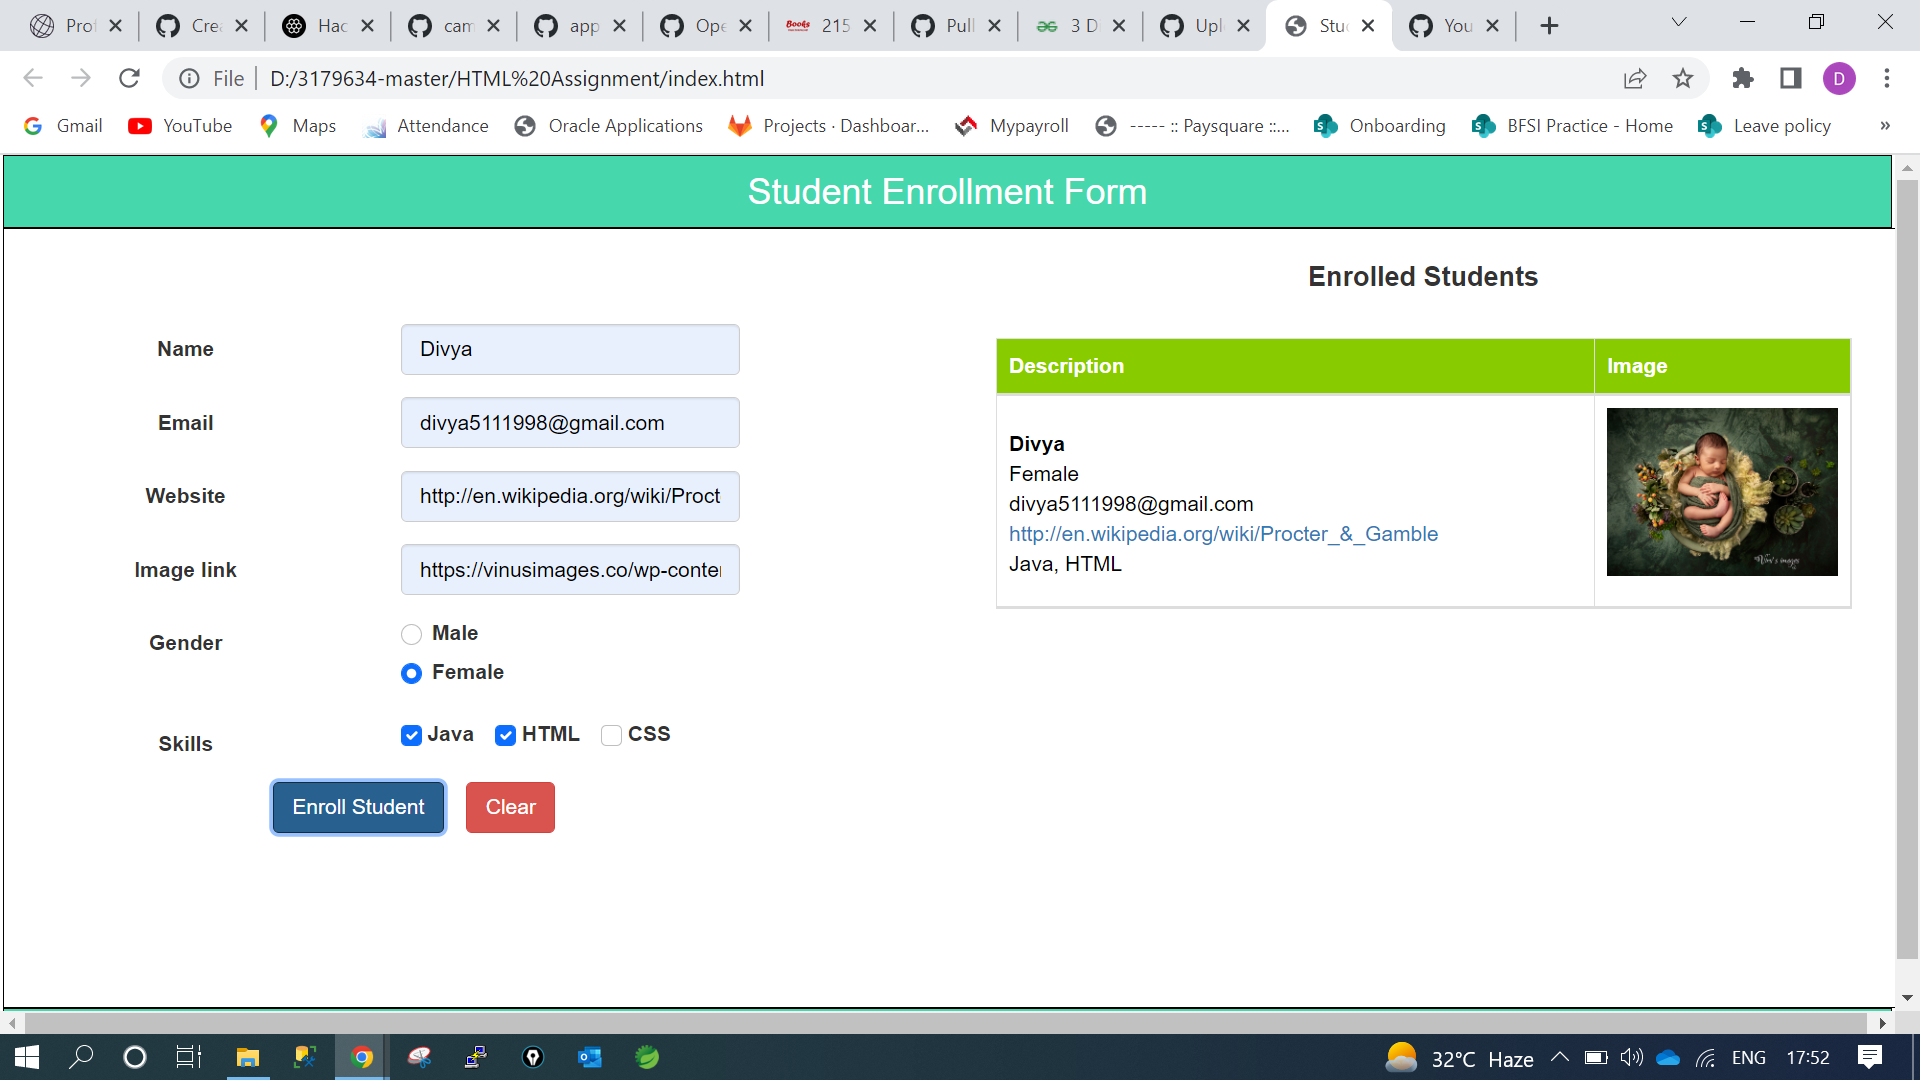 Prof
Crea
Hac
cam
app
Ope
Books 215
Pull
3 D
Upl
Stu
You
File
D:/3179634-master/HTML%20Assignment/index.html
D
Gmail
YouTube
Maps
Attendance
Oracle Applications
Projects · Dashboar...
Mypayroll
----- :: Paysquare ::...
Onboarding
BFSI Practice - Home
Leave policy
»
Student Enrollment Form
Enrolled Students
Name
Divya
Email
divya5111998@gmail.com
Website
http://en.wikipedia.org/wiki/Proct
Image link
https://vinusimages.co/wp-conte
Gender
Male
Female
Skills
Java HTML CSS
Enroll Student
Clear
Description
Image
Divya
Female
divya5111998@gmail.com
http://en.wikipedia.org/wiki/Procter_&_Gamble
Java, HTML
32°C Haze
ENG
17:52